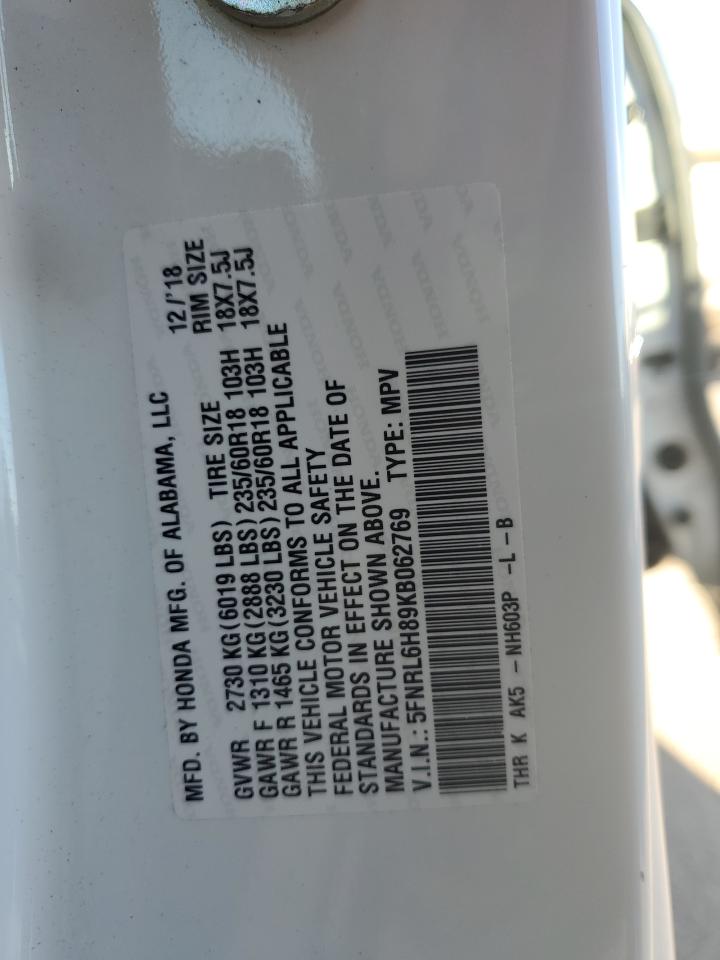 MFD. BY HONDA MFG. OF ALABAMA, LLC 12/'18
GVWR 2730 KG (6019 LBS) TIRE SIZE RIM SIZE
GAWR F 1310 KG (2888 LBS) 235/60R18 103H 18X7.5J
GAWR R 1465 KG (3230 LBS) 235/60R18 103H 18X7.5J
THIS VEHICLE CONFORMS TO ALL APPLICABLE
FEDERAL MOTOR VEHICLE SAFETY
STANDARDS IN EFFECT ON THE DATE OF
MANUFACTURE SHOWN ABOVE.
V.I.N.: 5FNRL6H89KB062769 TYPE: MPV
THR K AK5 - NH603P -L -B